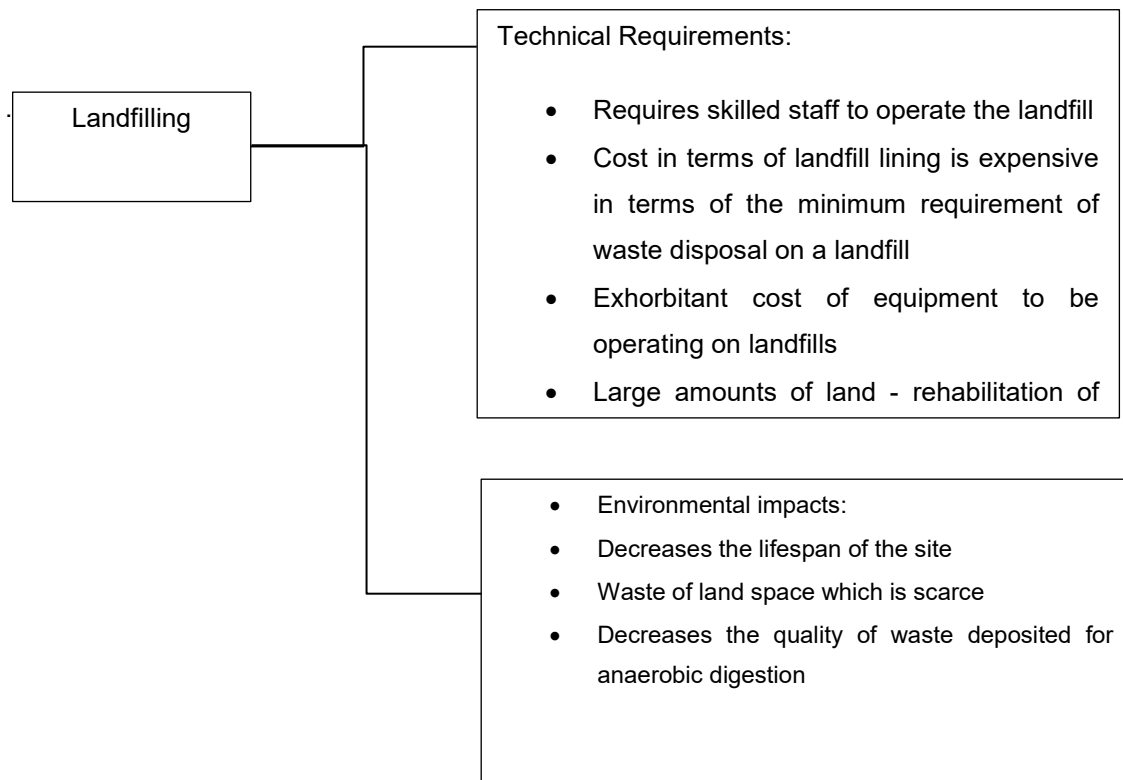 Landfilling
Technical Requirements:
• Requires skilled staff to operate the landfill
• Cost in terms of landfill lining is expensive
in terms of the minimum requirement of
waste disposal on a landfill
• Exhorbitant cost of equipment to be
operating on landfills
• Large amounts of land - rehabilitation of
• Environmental impacts:
• Decreases the lifespan of the site
• Waste of land space which is scarce
• Decreases the quality of waste deposited for
anaerobic digestion